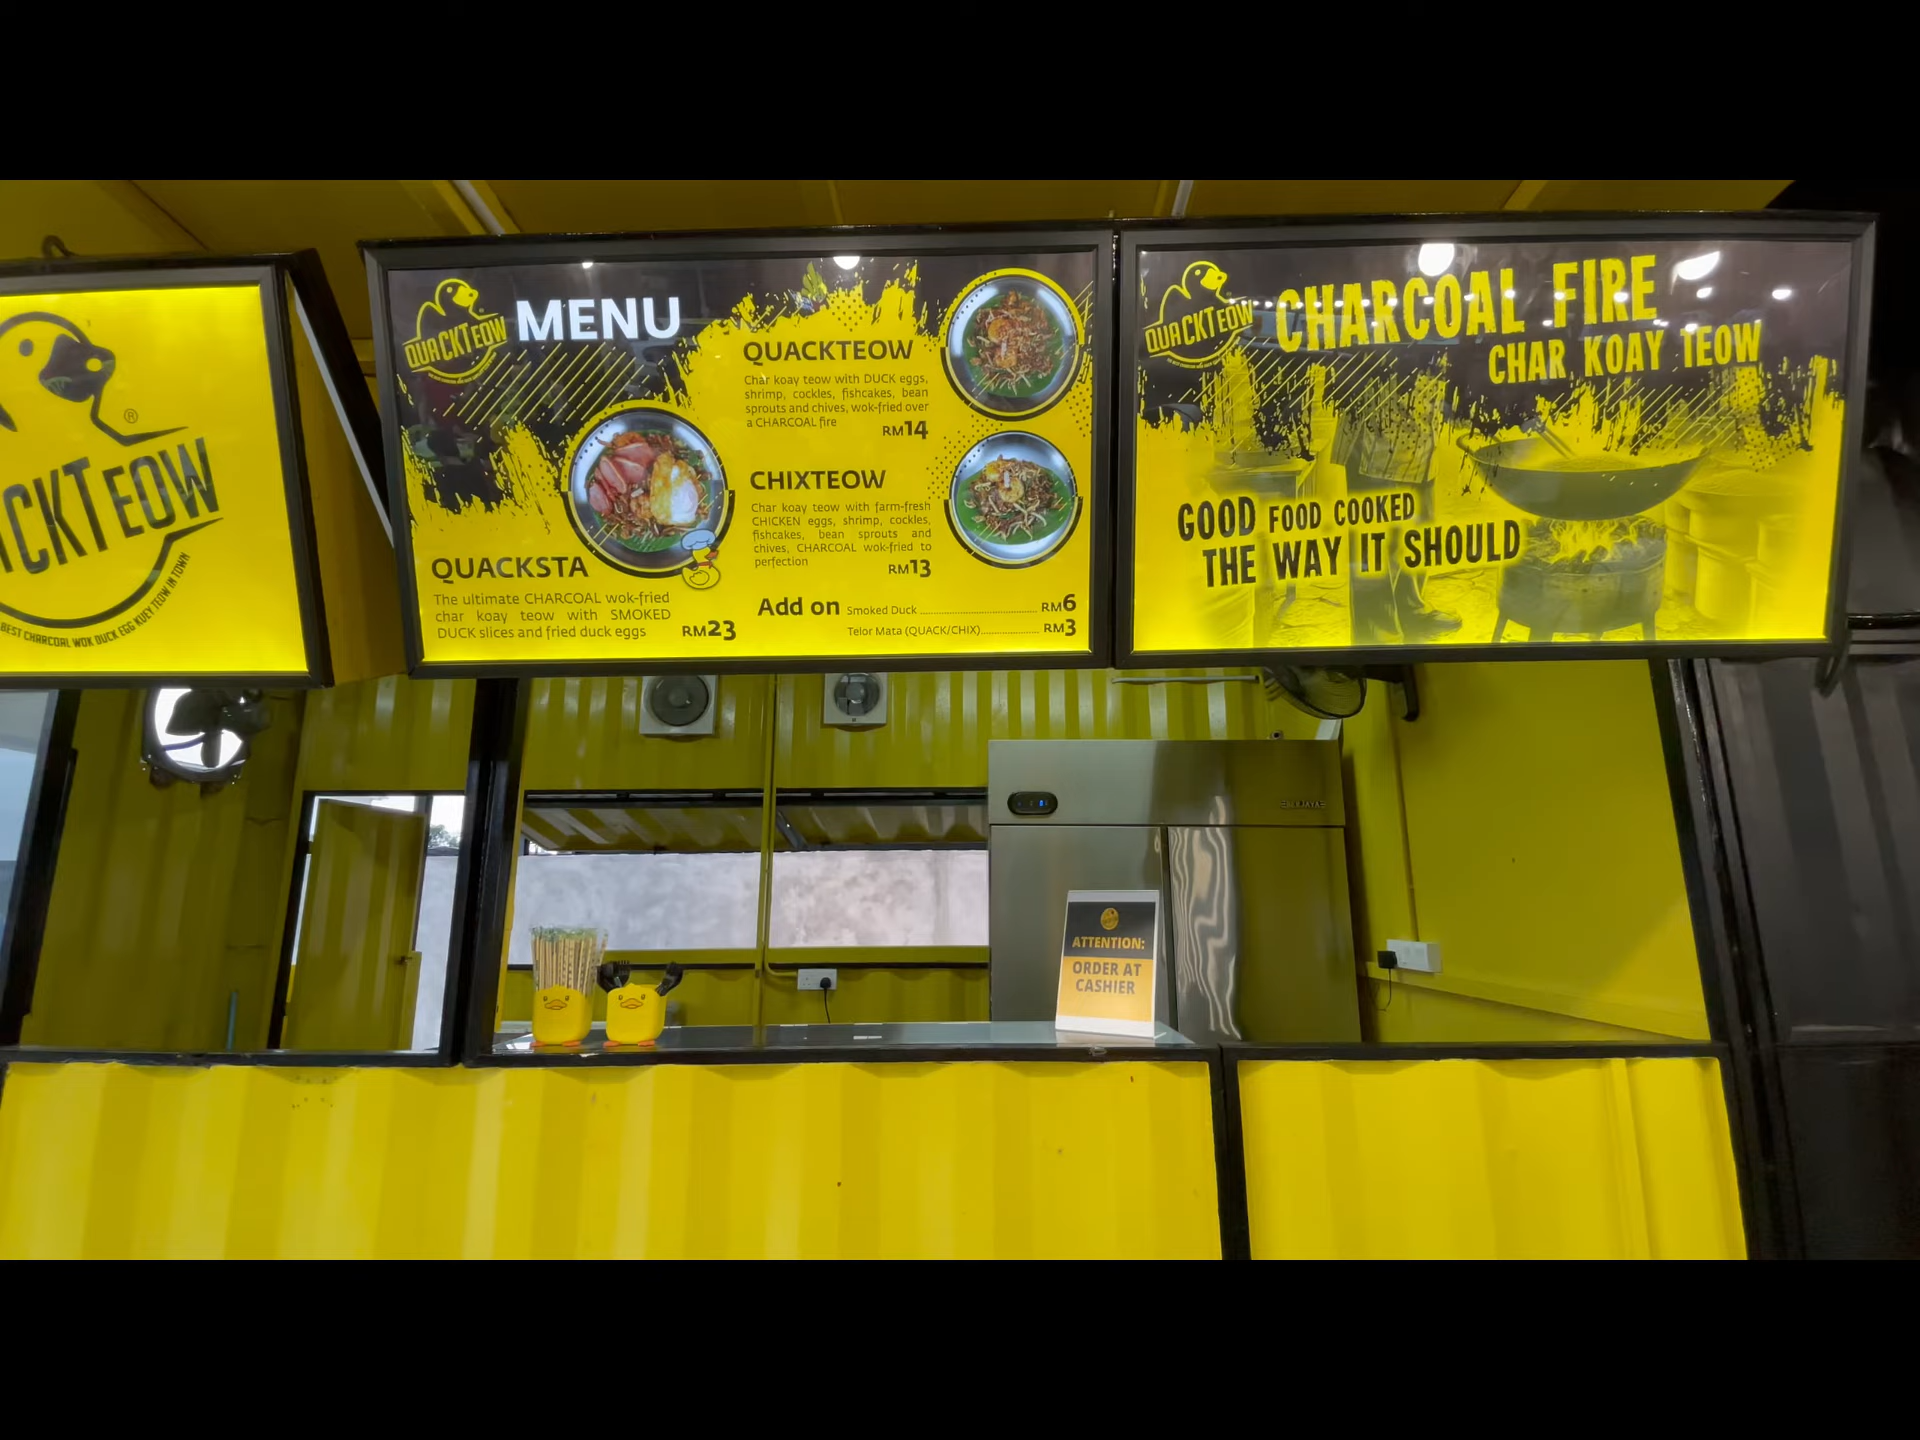 ®
CKTEOW
BEST CHARCOAL WOK DUCK EGG KUEY TEOW IN TOWN
QUACKTEOW
MENU
QUACKSTA
The ultimate CHARCOAL wok-fried
char koay teow with SMOKED
DUCK slices and fried duck eggs
RM23
QUACKTEOW
Char koay teow with DUCK eggs,
shrimp, cockles, fishcakes, bean
sprouts and chives, wok-fried over
a CHARCOAL fire
RM14
CHIXTEOW
Char koay teow with farm-fresh
CHICKEN eggs, shrimp, cockles,
fishcakes, bean sprouts and
chives, CHARCOAL wok-fried to
perfection
RM13
Add on Smoked Duck RM6
Telor Mata (QUACK/CHIX) RM3
QUACKTEOW
CHARCOAL FIRE
CHAR KOAY TEOW
GOOD FOOD COOKED
THE WAY IT SHOULD
ATTENTION:
ORDER AT
CASHIER